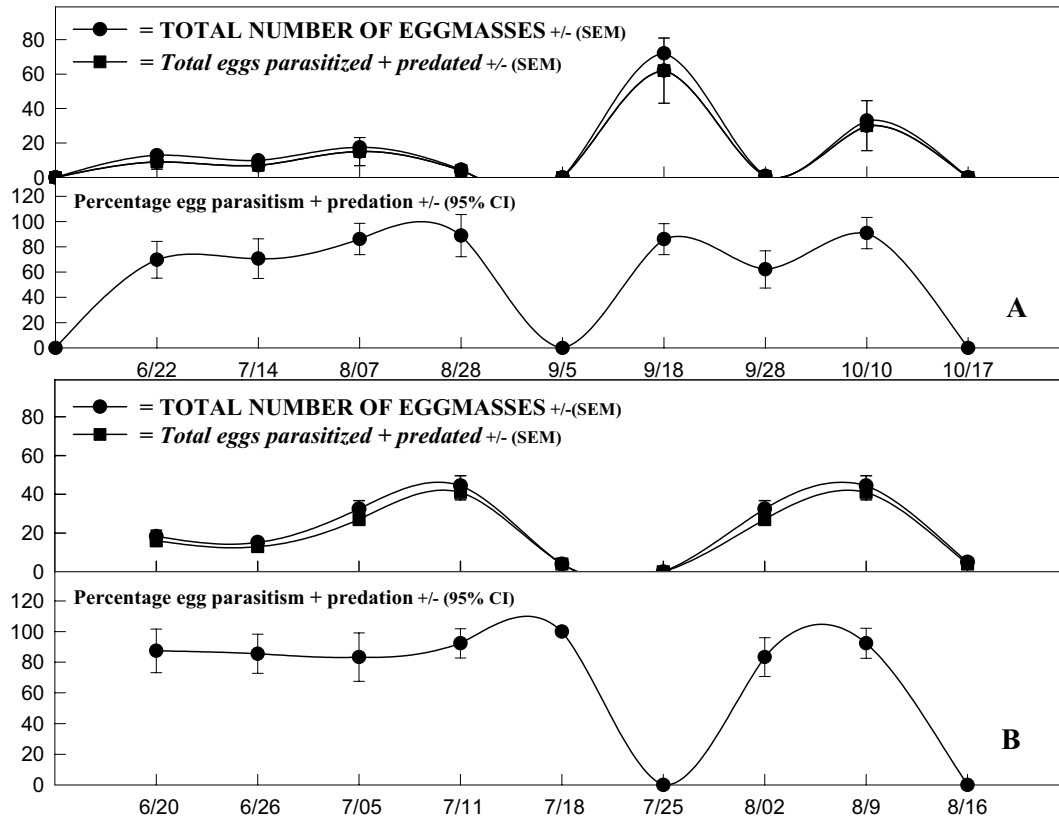 80
60
40
20
0
= TOTAL NUMBER OF EGGMASSES +/- (SEM)
= Total eggs parasitized + predated +/- (SEM)
120
100
80
60
40
20
0
Percentage egg parasitism + predation +/- (95% CI)
A
6/22 7/14 8/07 8/28 9/5 9/18 9/28 10/10 10/17
80
60
40
20
0
= TOTAL NUMBER OF EGGMASSES +/-(SEM)
= Total eggs parasitized + predated +/- (SEM)
120
100
80
60
40
20
0
Percentage egg parasitism + predation +/- (95% CI)
B
6/20 6/26 7/05 7/11 7/18 7/25 8/02 8/9 8/16